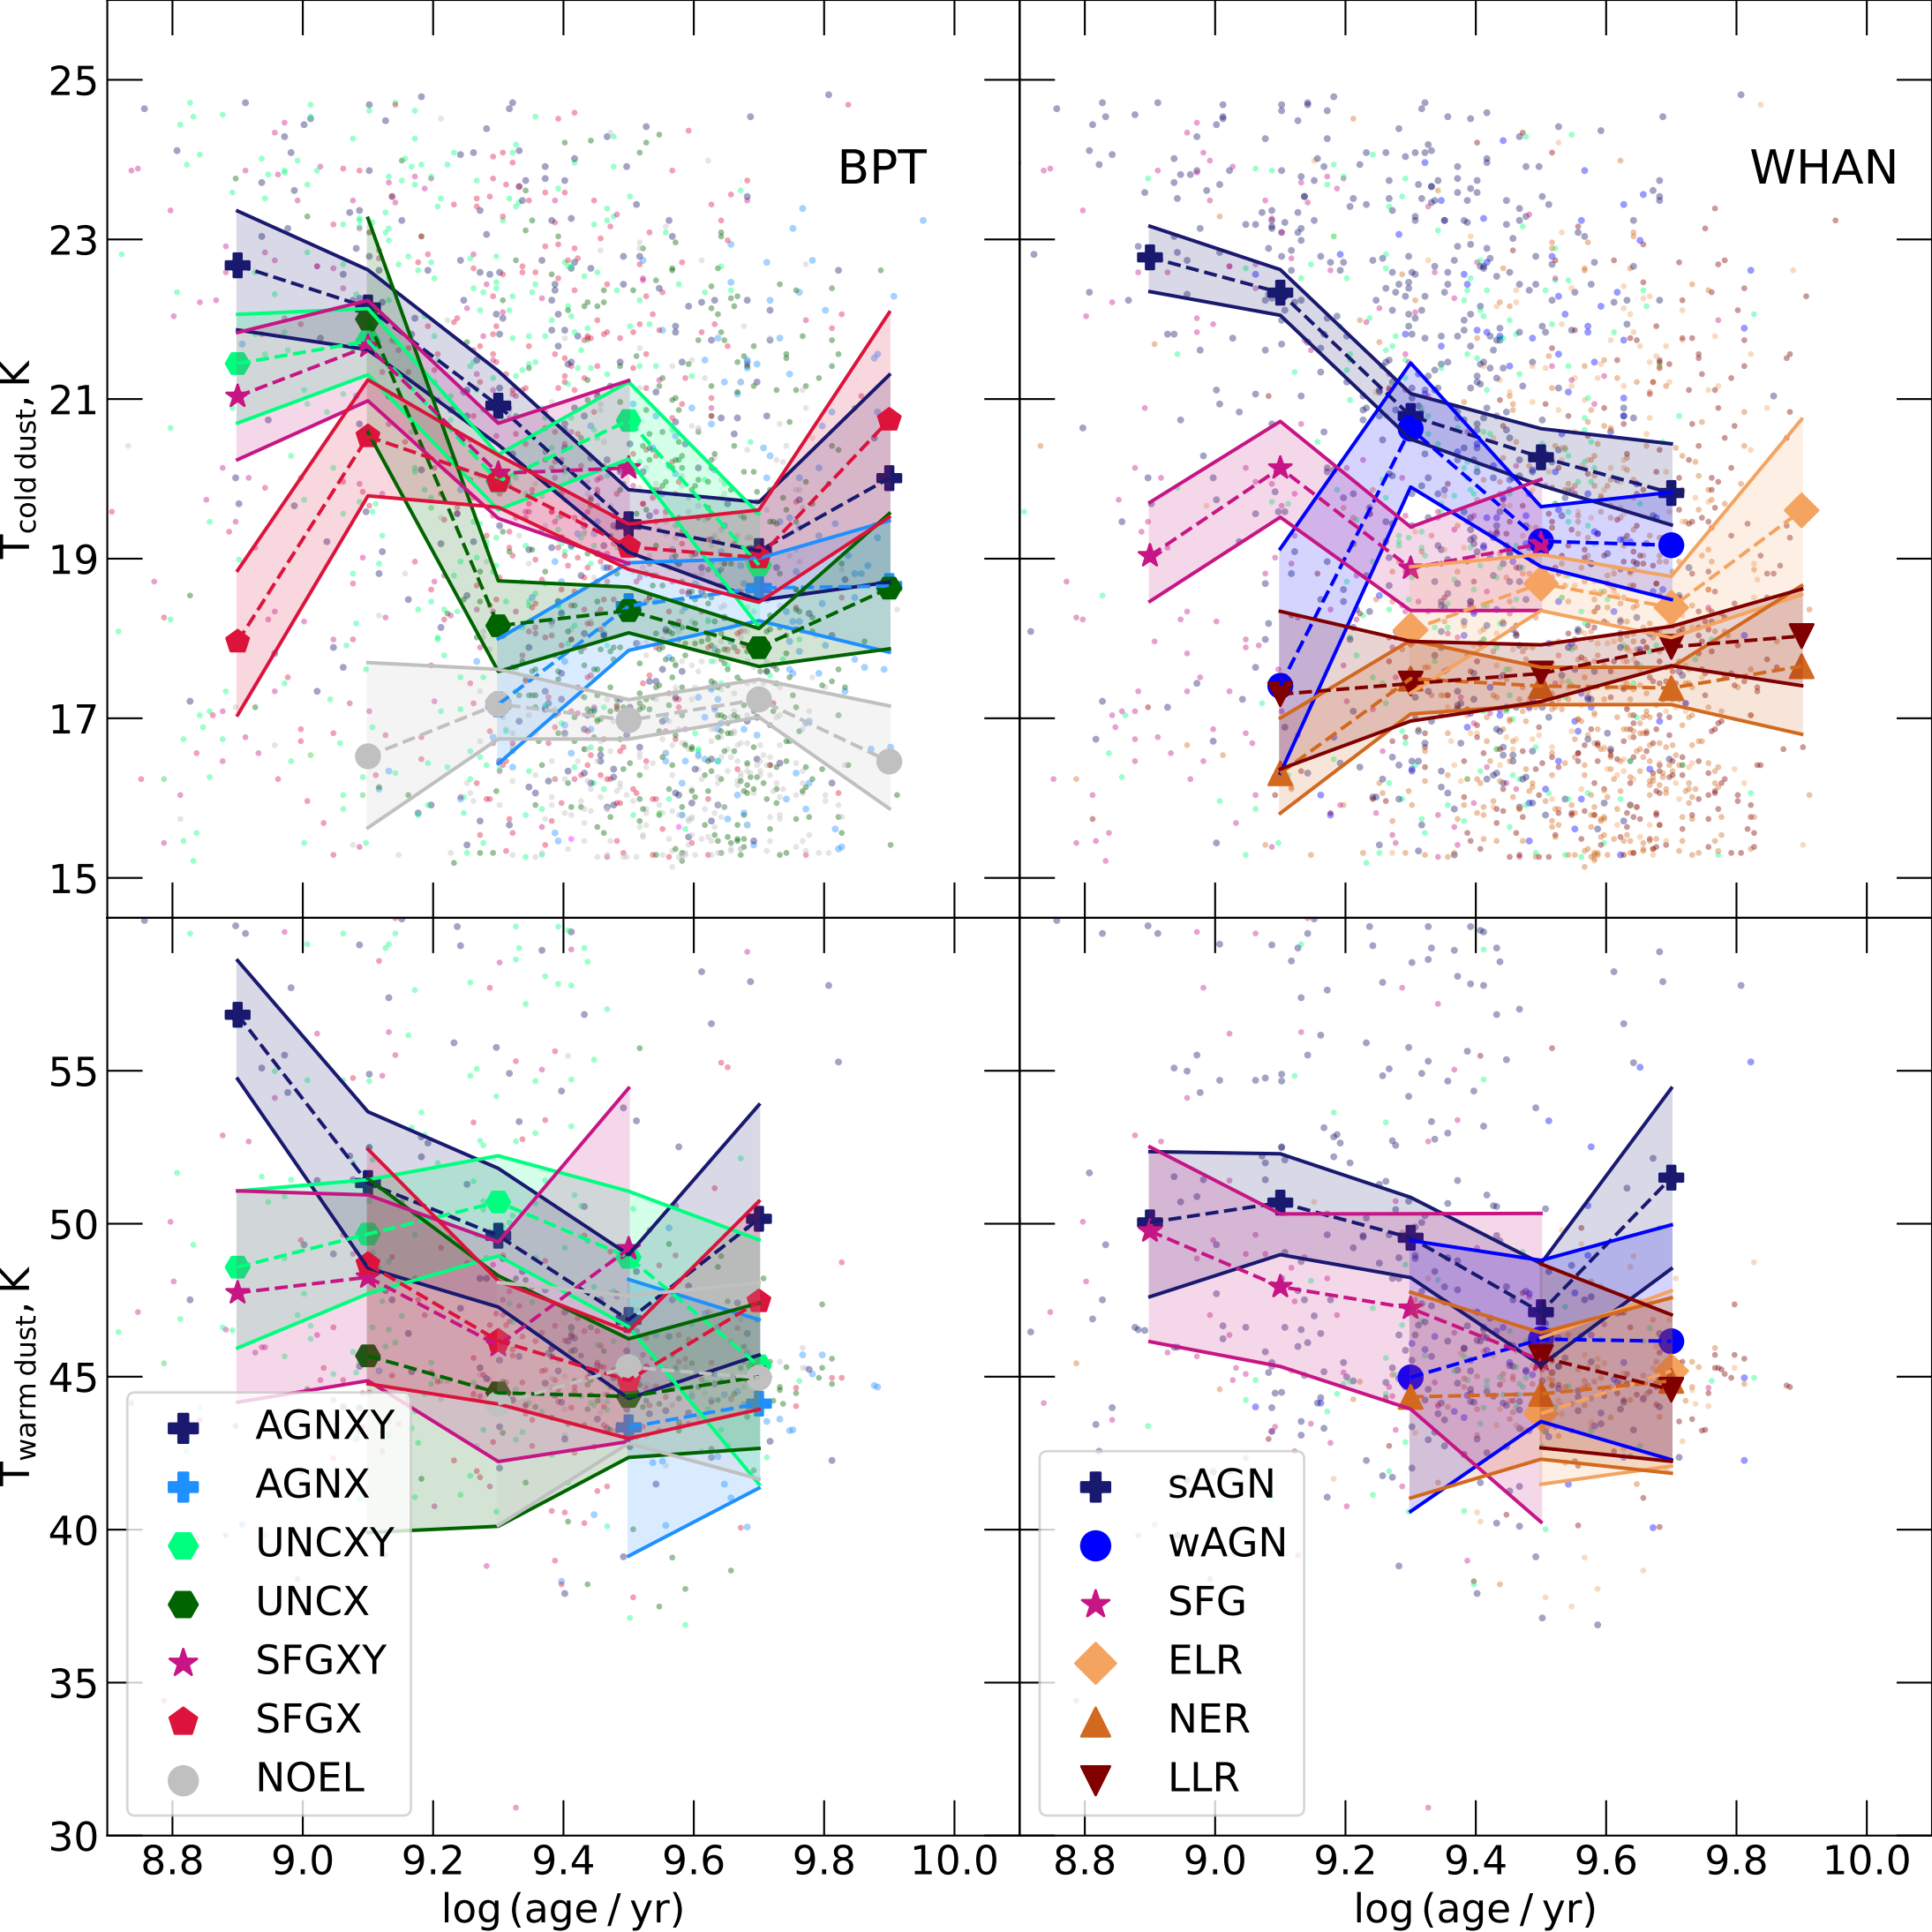 BPT
WHAN
25
23
21
19
17
15
T cold dust, K
55
50
45
40
35
30
T warm dust, K
AGNXY
AGNX
UNCXY
UNCX
SFGXY
SFGX
NOEL
sAGN
wAGN
SFG
ELR
NER
LLR
8.8 9.0 9.2 9.4 9.6 9.8 10.0
8.8 9.0 9.2 9.4 9.6 9.8 10.0
log (age / yr)
log (age / yr)